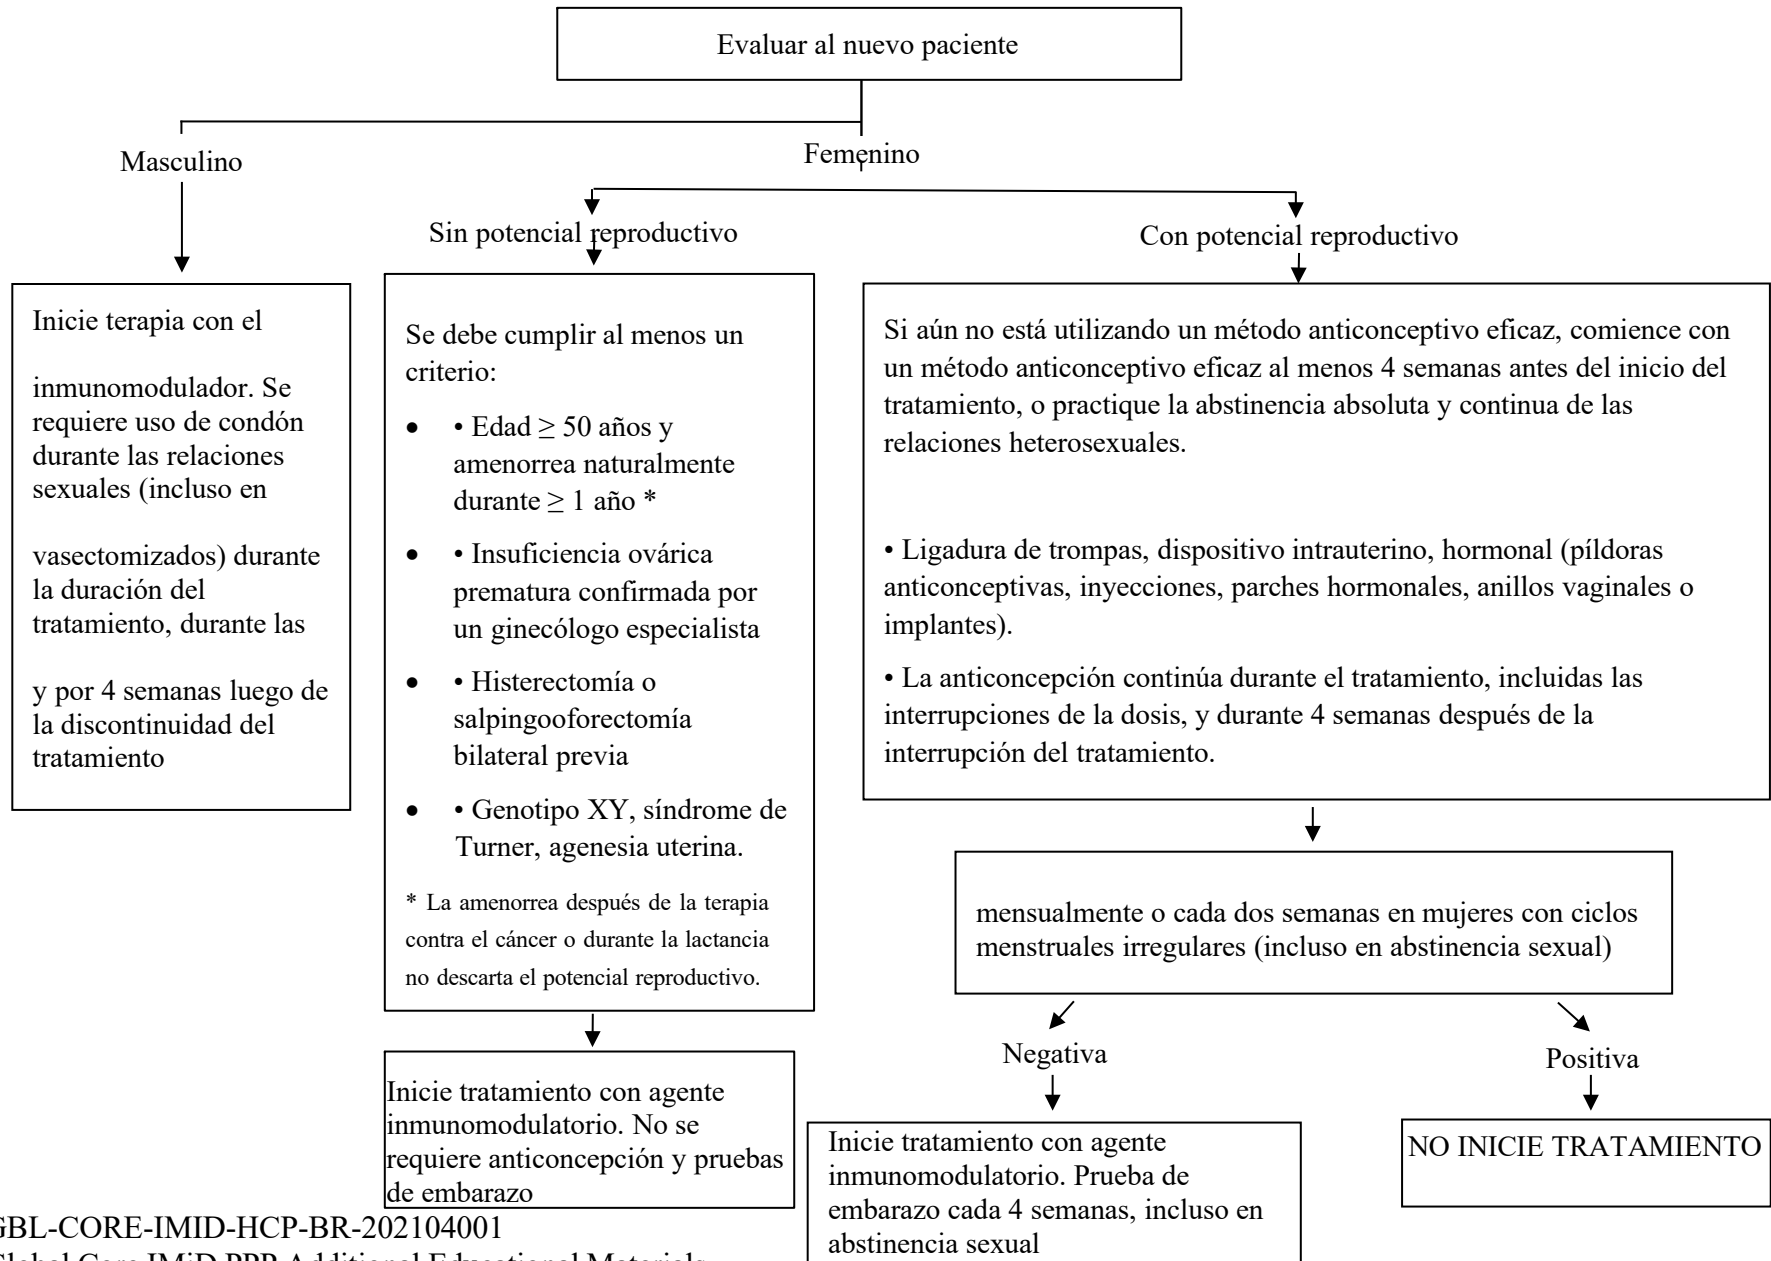 Evaluar al nuevo paciente
Masculino
Femenino
Sin potencial reproductivo
Con potencial reproductivo
Inicie terapia con el
inmunomodulador. Se
requiere uso de condón
durante las relaciones
sexuales (incluso en
vasectomizados) durante
la duración del
tratamiento, durante las
y por 4 semanas luego de
la discontinuidad del
tratamiento
Se debe cumplir al menos un
criterio:
• • Edad ≥ 50 años y
amenorrea naturalmente
durante ≥ 1 año *
• • Insuficiencia ovárica
prematura confirmada por
un ginecólogo especialista
• • Histerectomía o
salpingooforectomía
bilateral previa
• • Genotipo XY, síndrome de
Turner, agenesia uterina.
* La amenorrea después de la terapia
contra el cáncer o durante la lactancia
no descarta el potencial reproductivo.
Inicie tratamiento con agente
inmunomodulatorio. No se
requiere anticoncepción y pruebas
de embarazo
Si aún no está utilizando un método anticonceptivo eficaz, comience con
un método anticonceptivo eficaz al menos 4 semanas antes del inicio del
tratamiento, o practique la abstinencia absoluta y continua de las
relaciones heterosexuales.
• Ligadura de trompas, dispositivo intrauterino, hormonal (píldoras
anticonceptivas, inyecciones, parches hormonales, anillos vaginales o
implantes).
• La anticoncepción continúa durante el tratamiento, incluidas las
interrupciones de la dosis, y durante 4 semanas después de la
interrupción del tratamiento.
mensualmente o cada dos semanas en mujeres con ciclos
menstruales irregulares (incluso en abstinencia sexual)
Negativa
Positiva
Inicie tratamiento con agente
inmunomodulatorio. Prueba de
embarazo cada 4 semanas, incluso en
abstinencia sexual
NO INICIE TRATAMIENTO
GBL-CORE-IMID-HCP-BR-202104001
Global Core IMiD PPP Additional Educational Materials